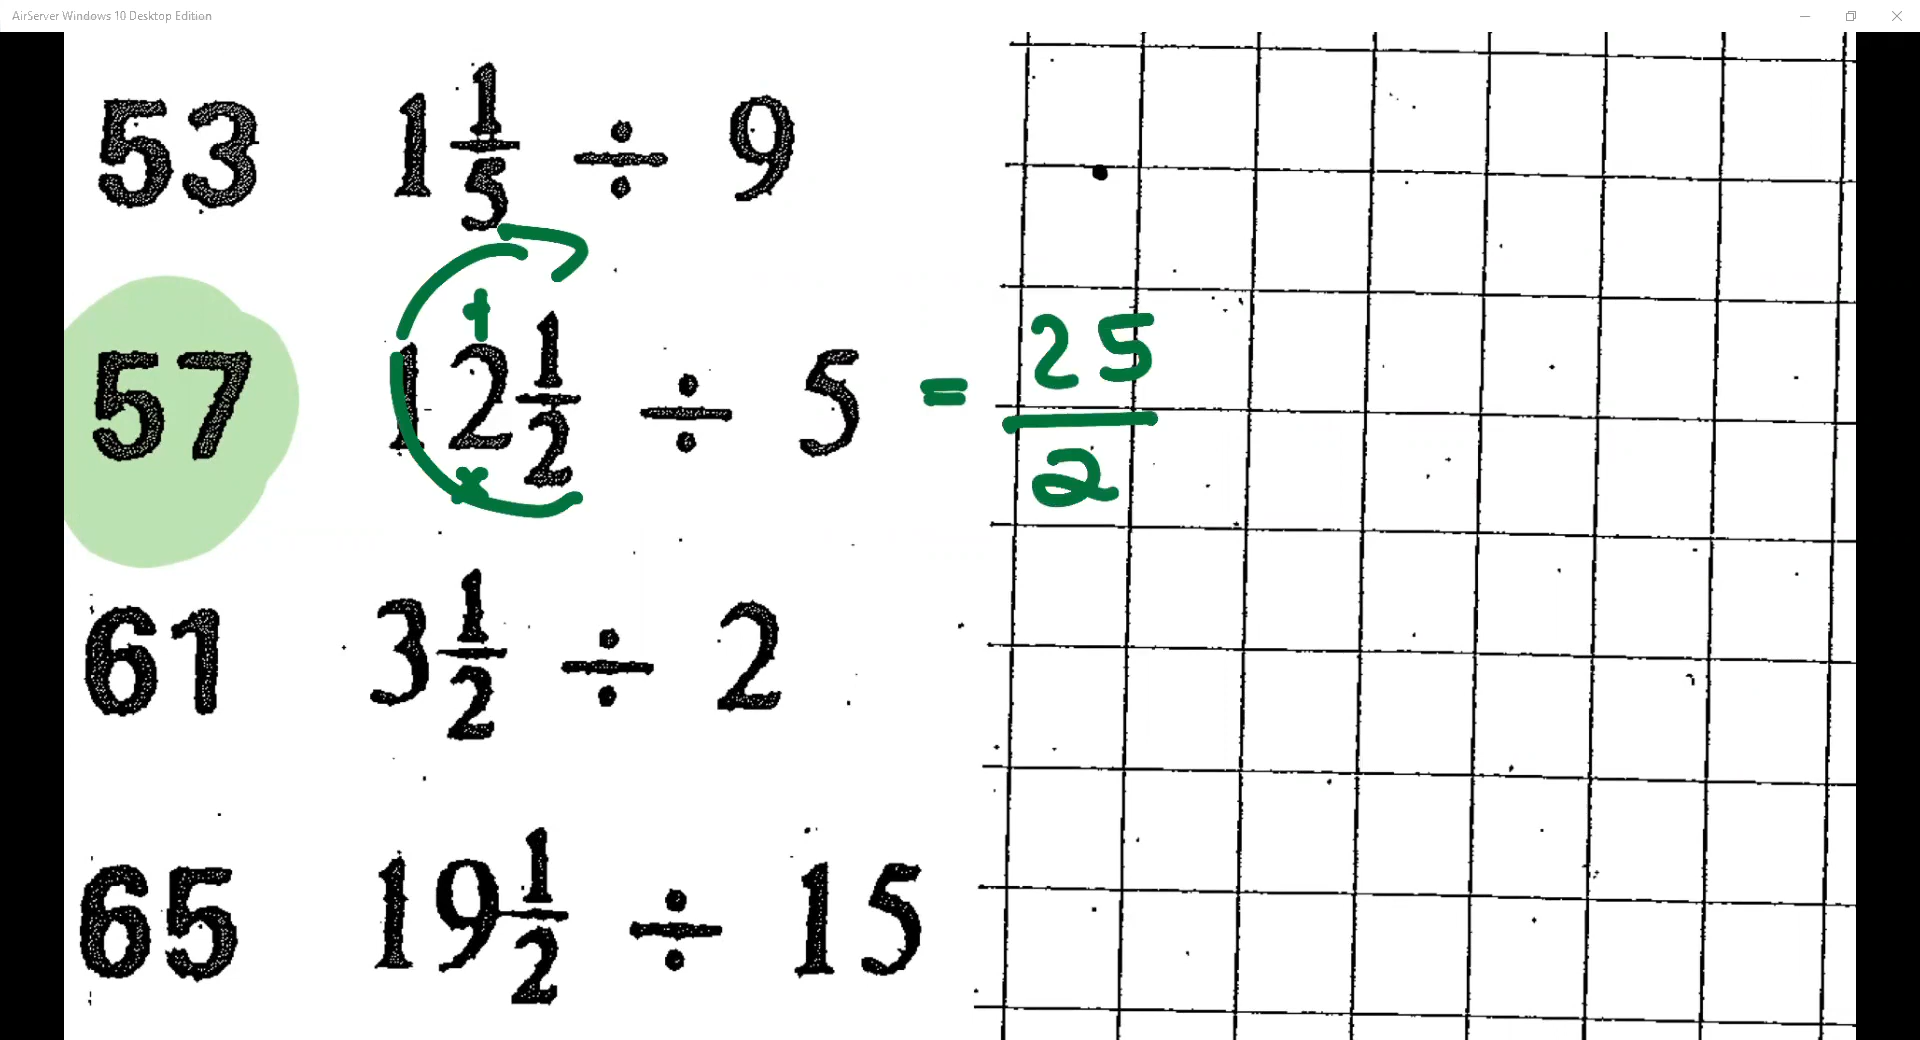 AirServer Windows 10 Desktop Edition
53 1 1/5 ÷ 9
57 12 1/2 ÷ 5 = 25/2
+
×
61 3 1/2 ÷ 2
65 19 1/2 ÷ 15